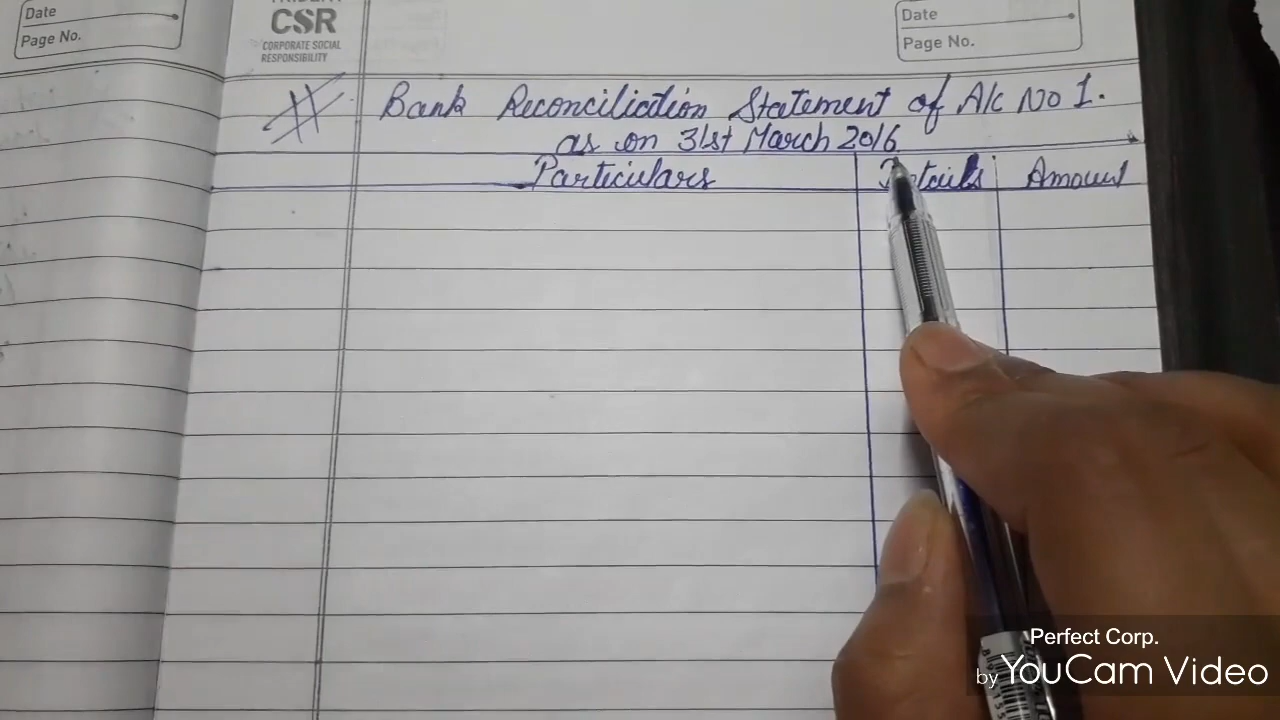 Date
Page No.
CSR
CORPORATE SOCIAL
RESPONSIBILITY
Date
Page No.
# Bank Reconciliation Statement of A/c No 1.
as on 31st March 2016
Particulars Details Amount
Perfect Corp.
by YouCam Video